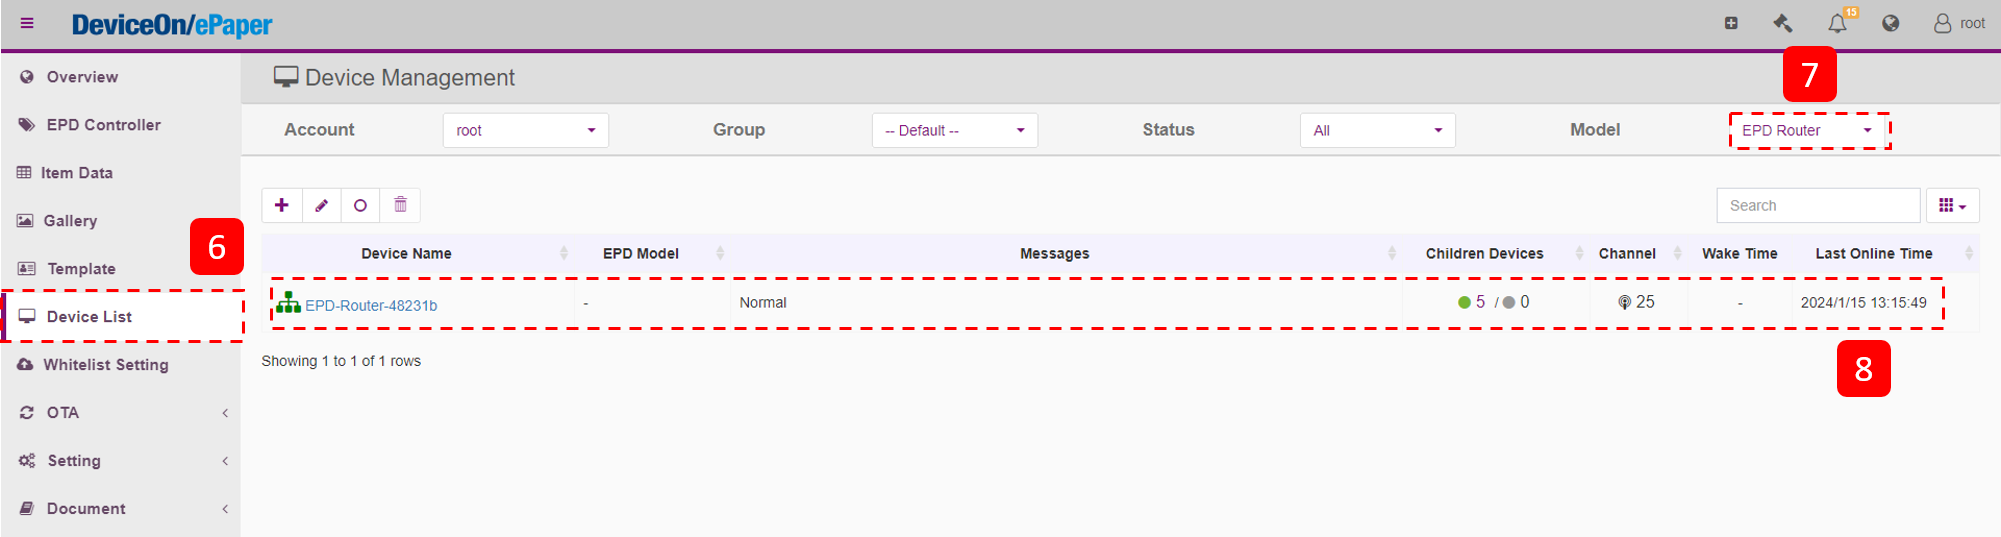 DeviceOn/ePaper
15
root
7
Overview
Device Management
EPD Controller
Account
root
Group
-- Default --
Status
All
Model
EPD Router
Item Data
Gallery
Search
6
Device Name
EPD Model
Messages
Children Devices
Channel
Wake Time
Last Online Time
Template
EPD-Router-48231b
-
Normal
5 / 0
25
-
2024/1/15 13:15:49
Device List
8
Whitelist Setting
Showing 1 to 1 of 1 rows
OTA
Setting
Document